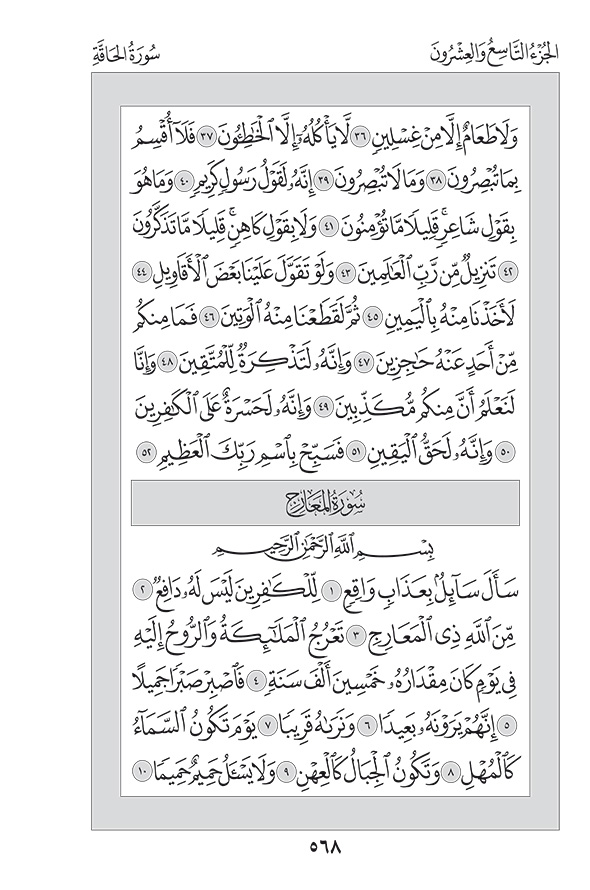 الجُزْءُ التَّاسِعُ وَالعِشْرُونَ
سُورَةُ الحَاقَّةِ
وَلَا طَعَامٌ إِلَّا مِنْ غِسْلِينٍ ٣٦ لَّا يَأْكُلُهُۥٓ إِلَّا ٱلْخَٰطِـُٔونَ ٣٧ فَلَآ أُقْسِمُ
بِمَا تُبْصِرُونَ ٣٨ وَمَا لَا تُبْصِرُونَ ٣٩ إِنَّهُۥ لَقَوْلُ رَسُولٍ كَرِيمٍ ٤٠ وَمَا هُوَ
بِقَوْلِ شَاعِرٍۚ قَلِيلًا مَّا تُؤْمِنُونَ ٤١ وَلَا بِقَوْلِ كَاهِنٍۚ قَلِيلًا مَّا تَذَكَّرُونَ
٤٢ تَنزِيلٌ مِّن رَّبِّ ٱلْعَٰلَمِينَ ٤٣ وَلَوْ تَقَوَّلَ عَلَيْنَا بَعْضَ ٱلْأَقَاوِيلِ ٤٤
لَأَخَذْنَا مِنْهُ بِٱلْيَمِينِ ٤٥ ثُمَّ لَقَطَعْنَا مِنْهُ ٱلْوَتِينَ ٤٦ فَمَا مِنكُم
مِّنْ أَحَدٍ عَنْهُ حَٰجِزِينَ ٤٧ وَإِنَّهُۥ لَتَذْكِرَةٌ لِّلْمُتَّقِينَ ٤٨ وَإِنَّا
لَنَعْلَمُ أَنَّ مِنكُم مُّكَذِّبِينَ ٤٩ وَإِنَّهُۥ لَحَسْرَةٌ عَلَى ٱلْكَٰفِرِينَ
٥٠ وَإِنَّهُۥ لَحَقُّ ٱلْيَقِينِ ٥١ فَسَبِّحْ بِٱسْمِ رَبِّكَ ٱلْعَظِيمِ ٥٢
سُورَةُ المَعَارِجِ
بِسْمِ ٱللَّهِ ٱلرَّحْمَٰنِ ٱلرَّحِيمِ
سَأَلَ سَآئِلٌۢ بِعَذَابٍ وَاقِعٍ ١ لِّلْكَٰفِرِينَ لَيْسَ لَهُۥ دَافِعٌ ٢
مِّنَ ٱللَّهِ ذِى ٱلْمَعَارِجِ ٣ تَعْرُجُ ٱلْمَلَٰٓئِكَةُ وَٱلرُّوحُ إِلَيْهِ
فِى يَوْمٍ كَانَ مِقْدَارُهُۥ خَمْسِينَ أَلْفَ سَنَةٍ ٤ فَٱصْبِرْ صَبْرًا جَمِيلًا
٥ إِنَّهُمْ يَرَوْنَهُۥ بَعِيدًا ٦ وَنَرَىٰهُ قَرِيبًا ٧ يَوْمَ تَكُونُ ٱلسَّمَآءُ
كَٱلْمُهْلِ ٨ وَتَكُونُ ٱلْجِبَالُ كَٱلْعِهْنِ ٩ وَلَا يَسْـَٔلُ حَمِيمٌ حَمِيمًا ١٠
٥٦٨